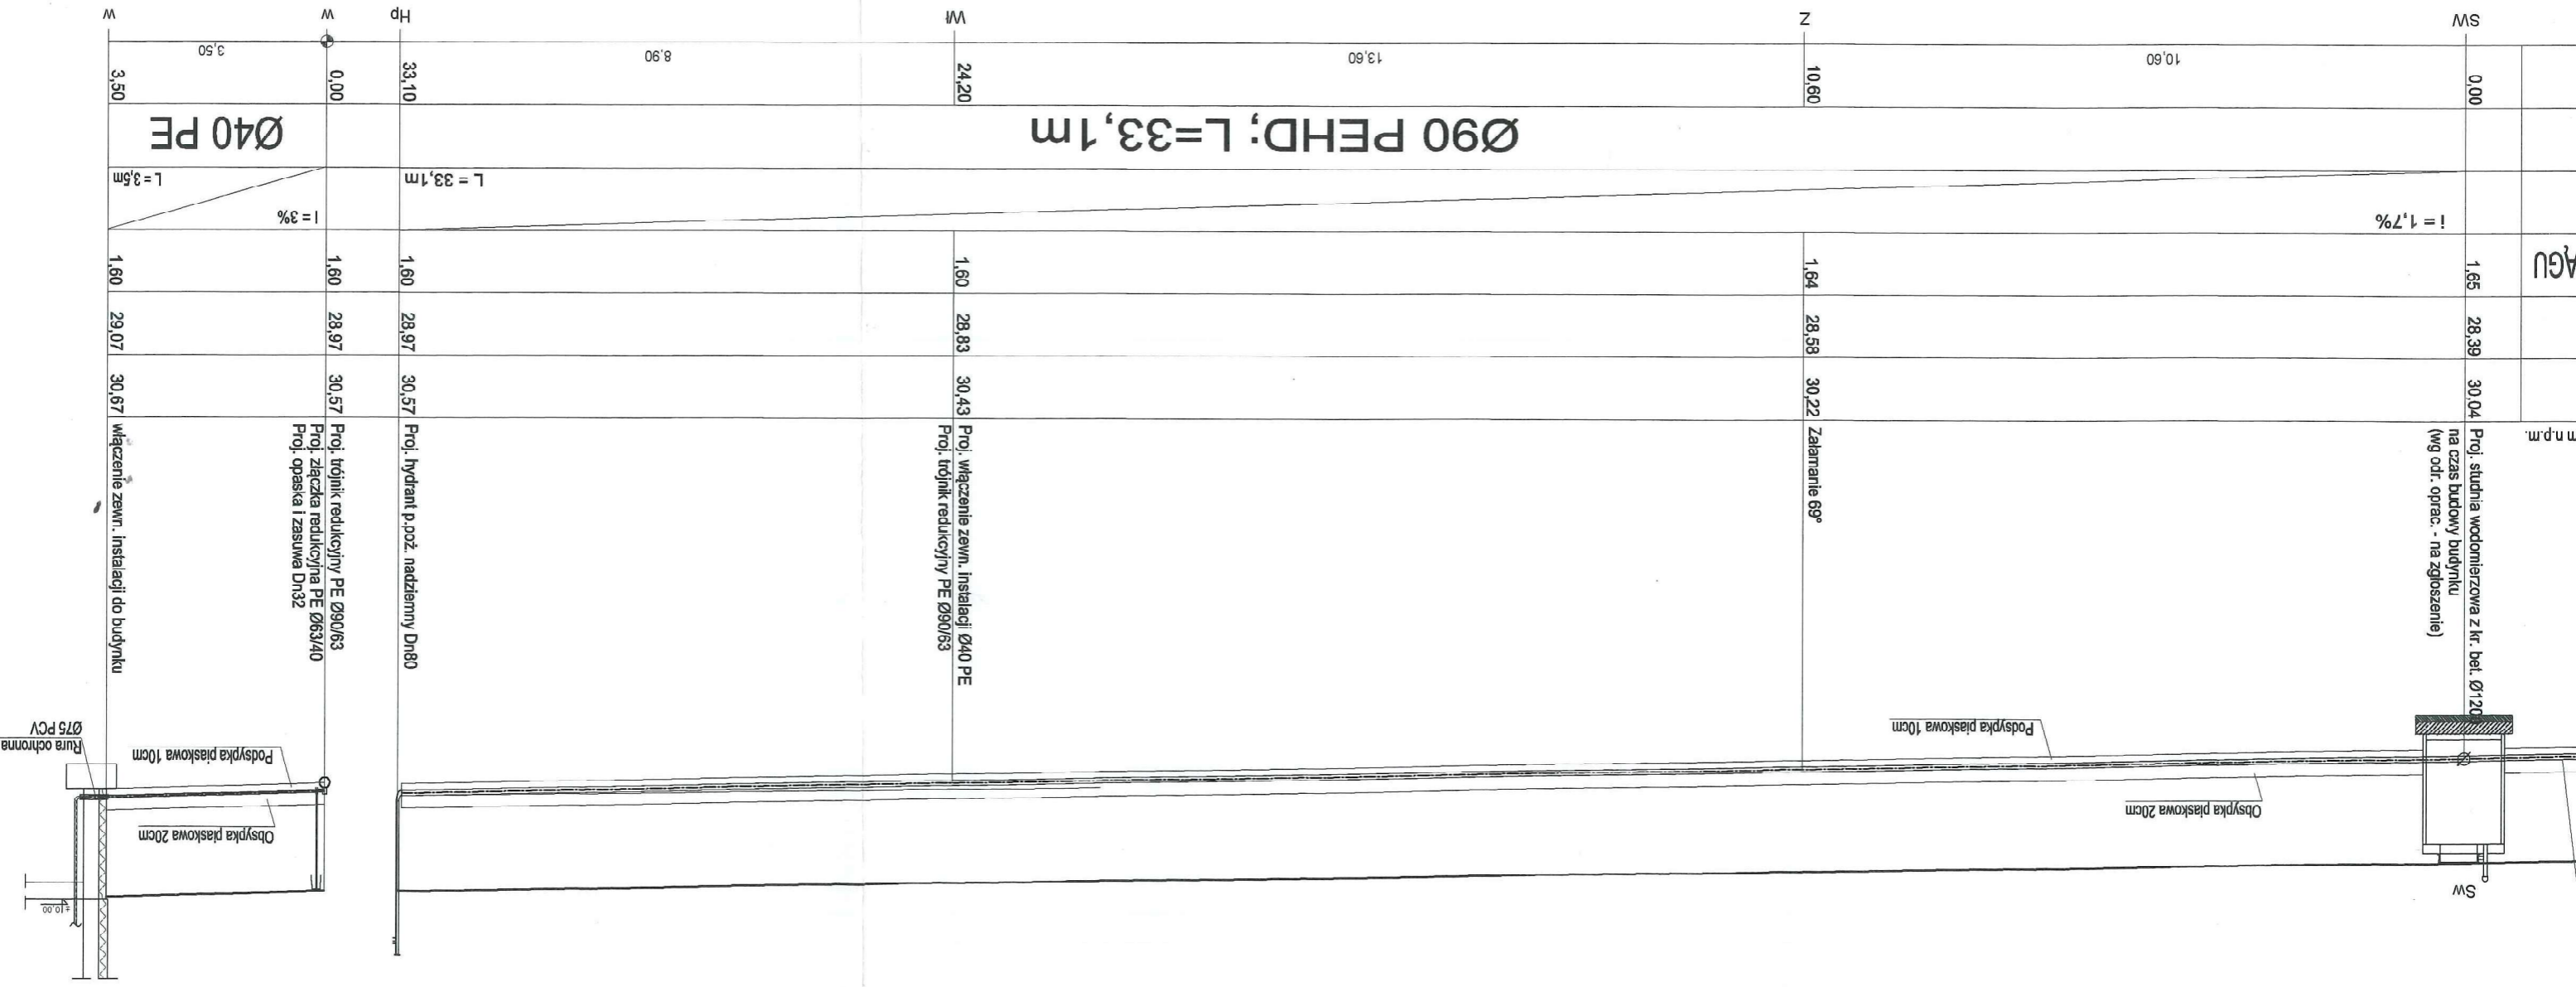 Sw
±0,00
Obsypka piaskowa 20cm
Podsypka piaskowa 10cm
Obsypka piaskowa 20cm
Podsypka piaskowa 10cm
Rura ochronna
Ø75 PCV
m n.p.m.
Proj. studnia wodomierzowa z kr. bet. Ø120
na czas budowy budynku
(wg odr. oprac. - na zgłoszenie)
Załamanie 69°
Proj. włączenie zewn. instalacji Ø40 PE
Proj. trójnik redukcyjny PE Ø90/63
Proj. hydrant p.poż. nadziemny Dn80
Proj. trójnik redukcyjny PE Ø90/63
Proj. złączka redukcyjna PE Ø63/40
Proj. opaska i zasuwa Dn32
włączenie zewn. instalacji do budynku
30,04 30,22 30,43 30,57 30,57 30,67
28,39 28,58 28,83 28,97 28,97 29,07
ĄGU 1,65 1,64 1,60 1,60 1,60 1,60
i = 1,7% L = 33,1m
I = 3% L = 3,5m
Ø90 PEHD; L=33,1m Ø40 PE
0,00 10,60 24,20 33,10 0,00 3,50
10,60 13,60 8,90 3,50
SW Z Wł Hp W W